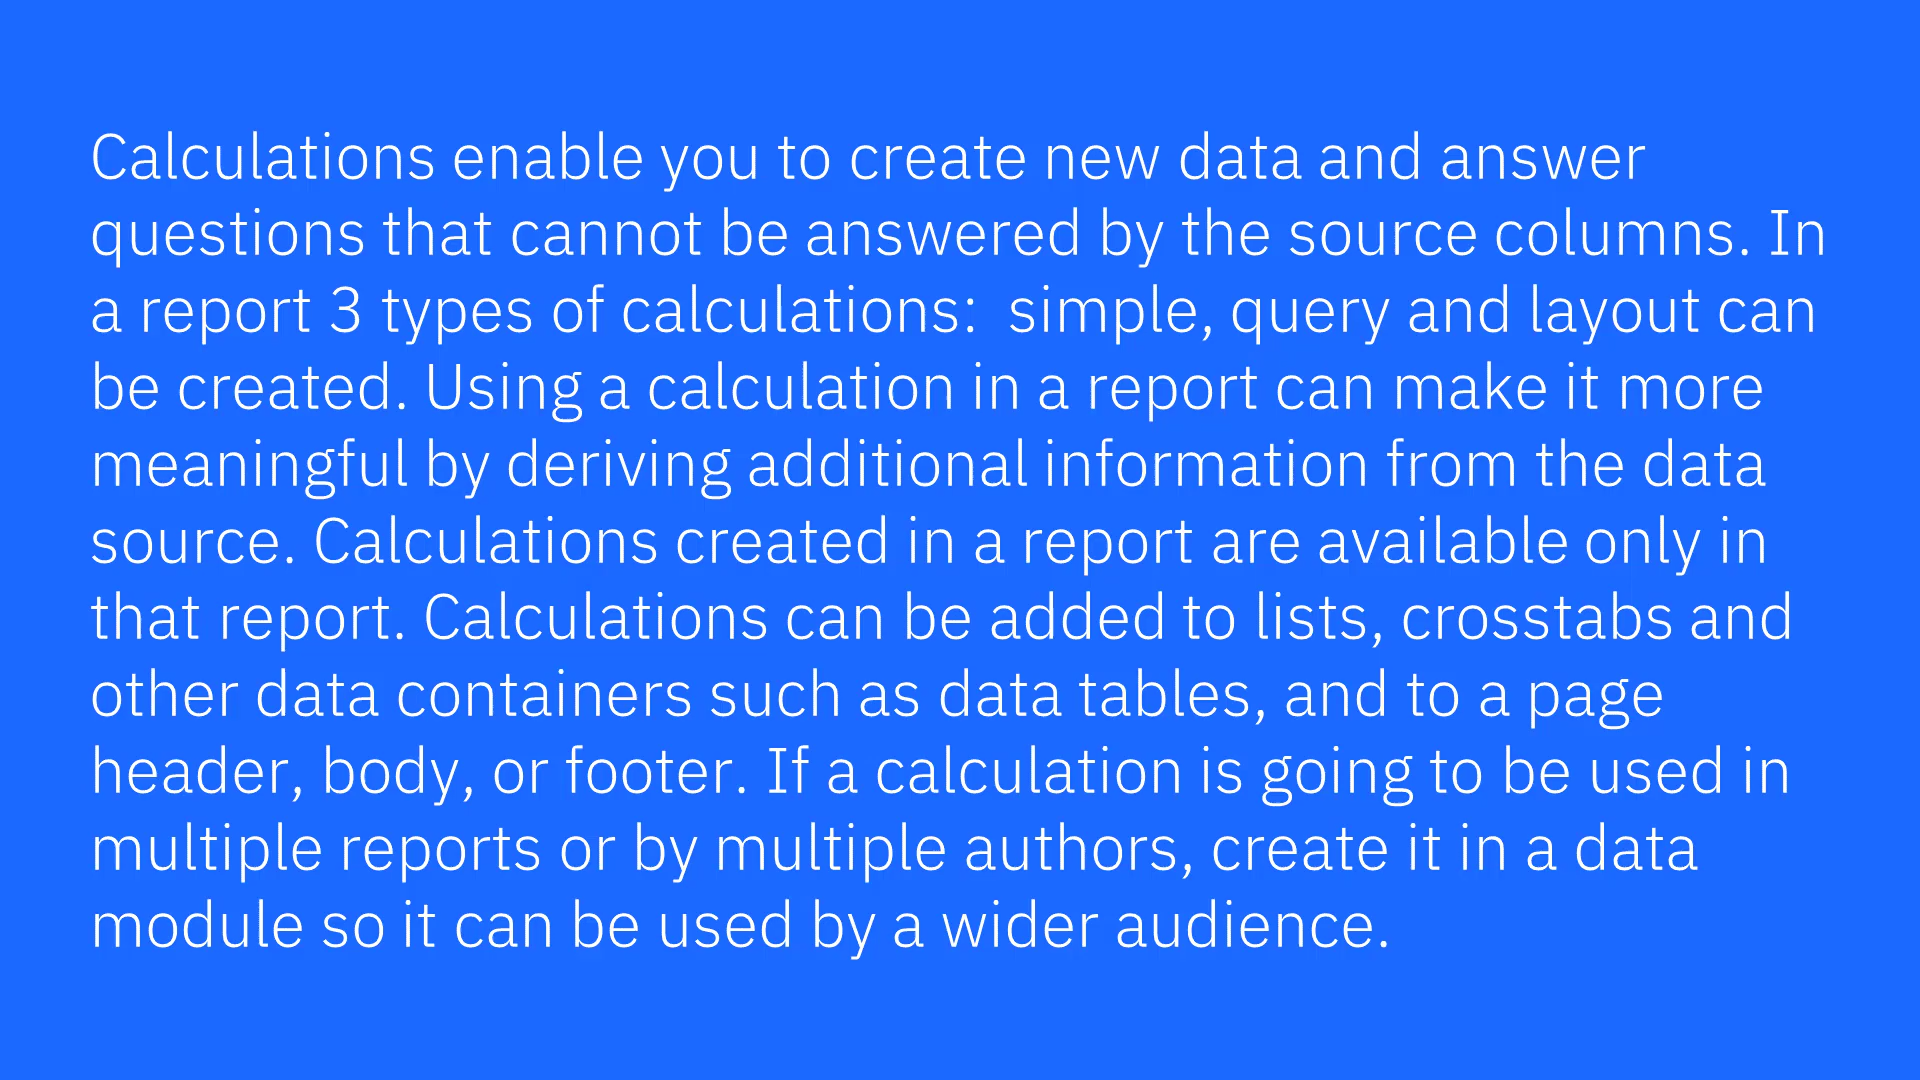 Calculations enable you to create new data and answer
questions that cannot be answered by the source columns. In
a report 3 types of calculations:  simple, query and layout can
be created. Using a calculation in a report can make it more
meaningful by deriving additional information from the data
source. Calculations created in a report are available only in
that report. Calculations can be added to lists, crosstabs and
other data containers such as data tables, and to a page
header, body, or footer. If a calculation is going to be used in
multiple reports or by multiple authors, create it in a data
module so it can be used by a wider audience.